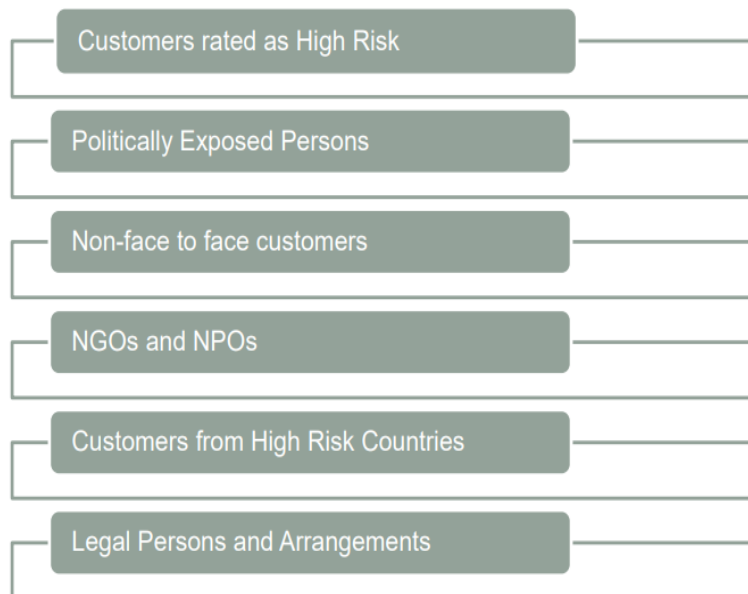 Customers rated as High Risk
Politically Exposed Persons
Non-face to face customers
NGOs and NPOs
Customers from High Risk Countries
Legal Persons and Arrangements